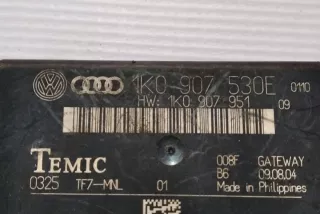 1K0 907 530E 0110
HW: 1K0 907 951 09
TEMIC 008F GATEWAY
B6 09.08.04
0325 TF7-MNL 01 Made in Philippines